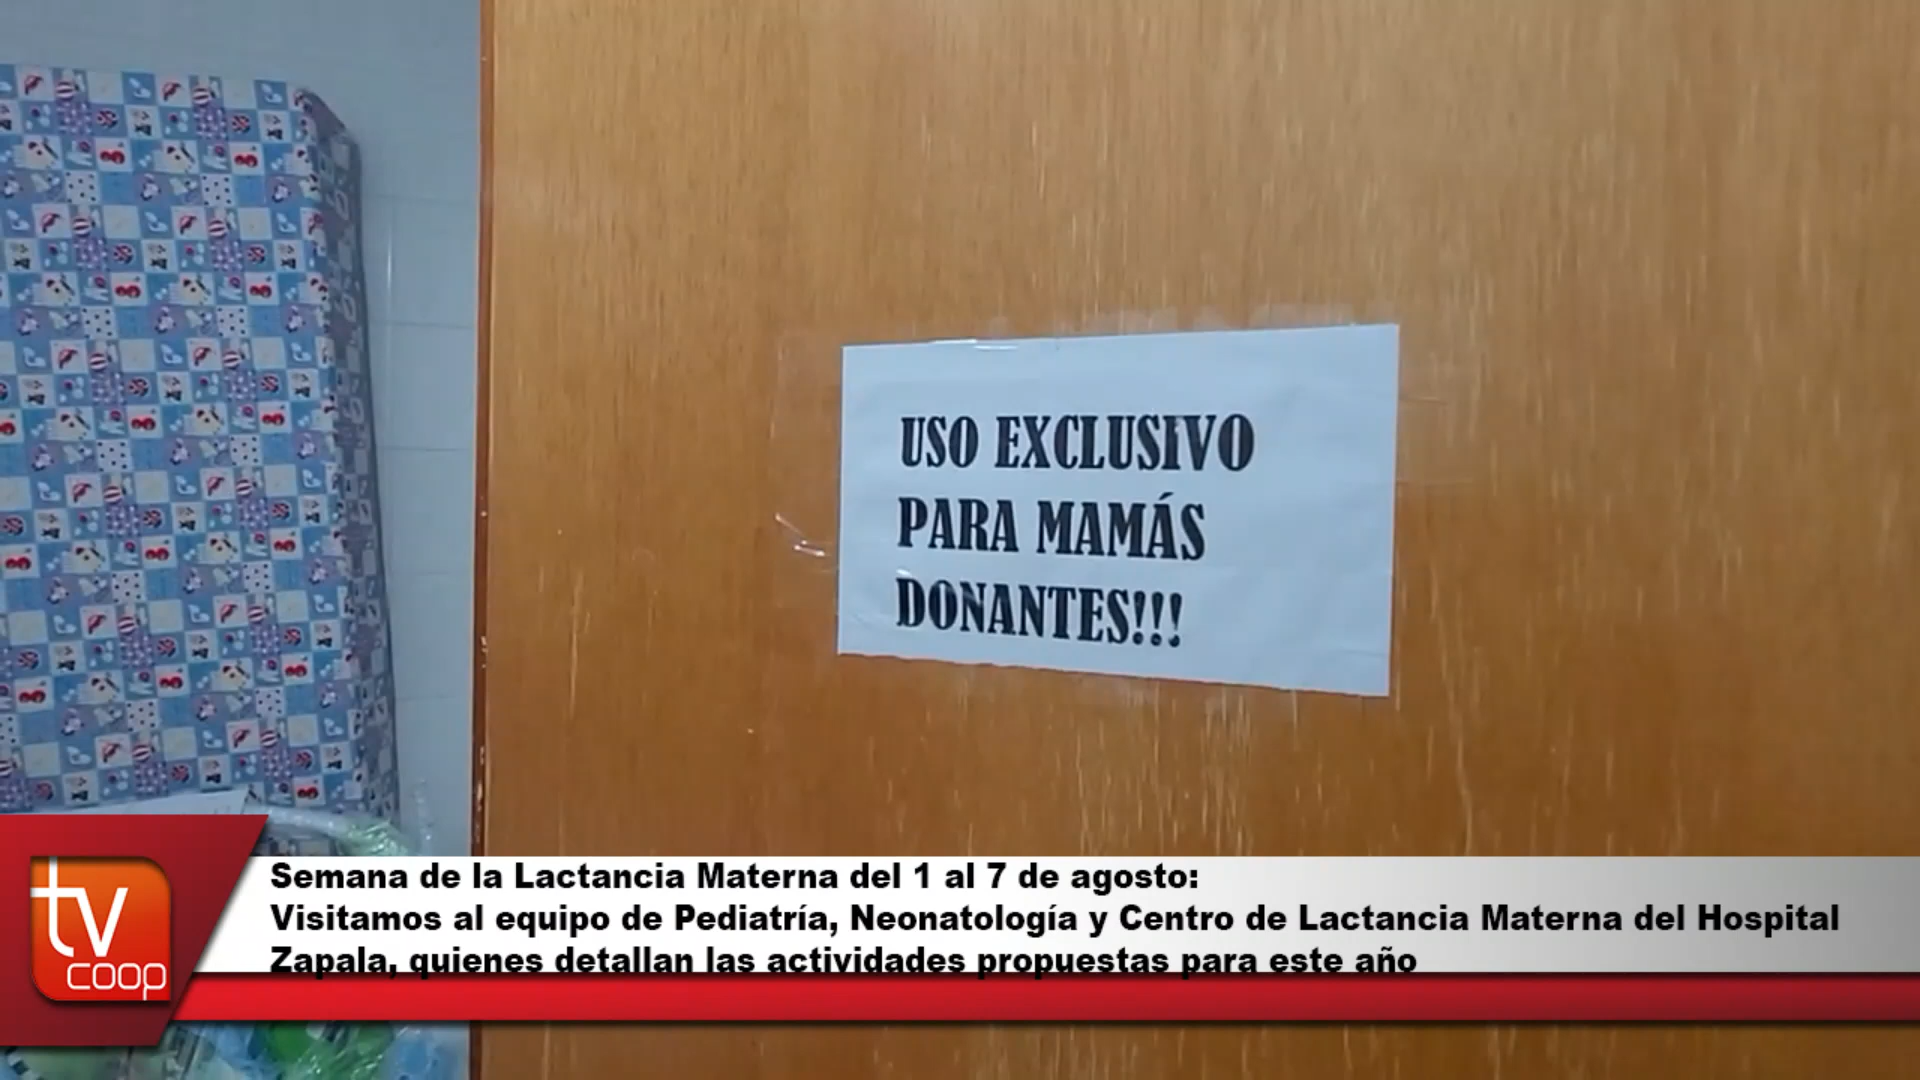 USO EXCLUSIVO
PARA MAMÁS
DONANTES!!!
Semana de la Lactancia Materna del 1 al 7 de agosto:
Visitamos al equipo de Pediatría, Neonatología y Centro de Lactancia Materna del Hospital
Zapala, quienes detallan las actividades propuestas para este año
tv
coop